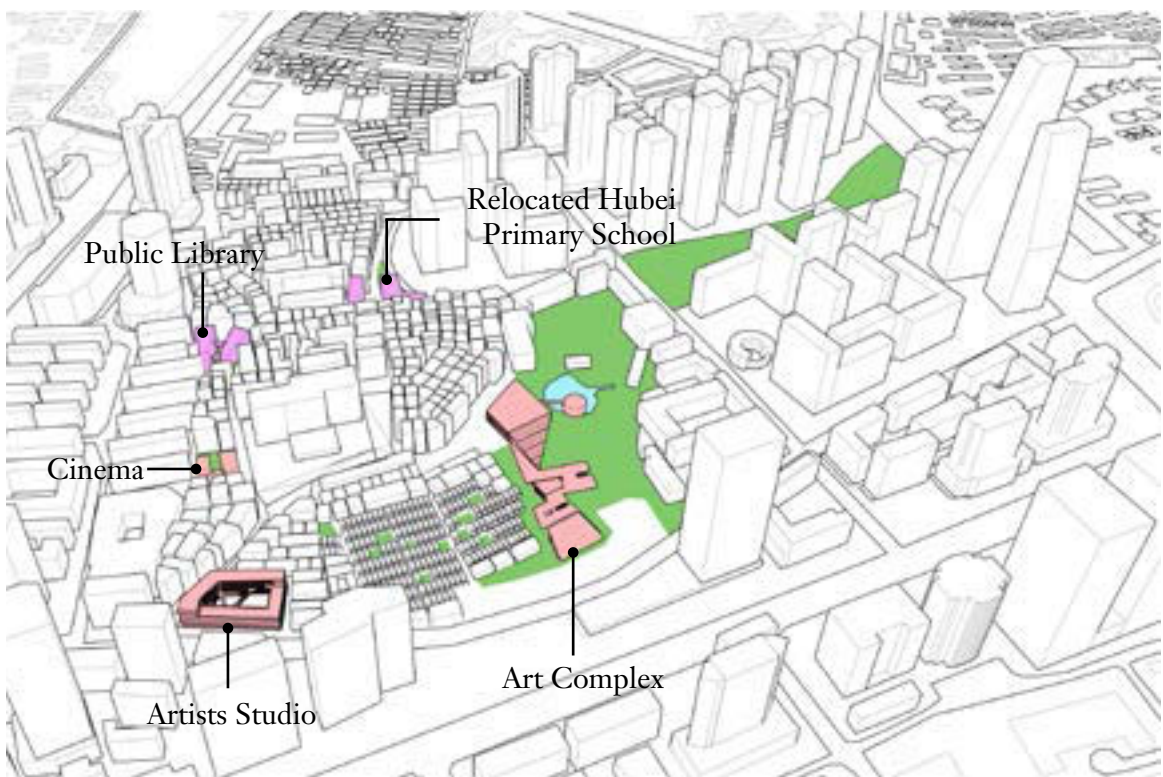 Relocated Hubei
Primary School
Public Library
Cinema
Art Complex
Artists Studio